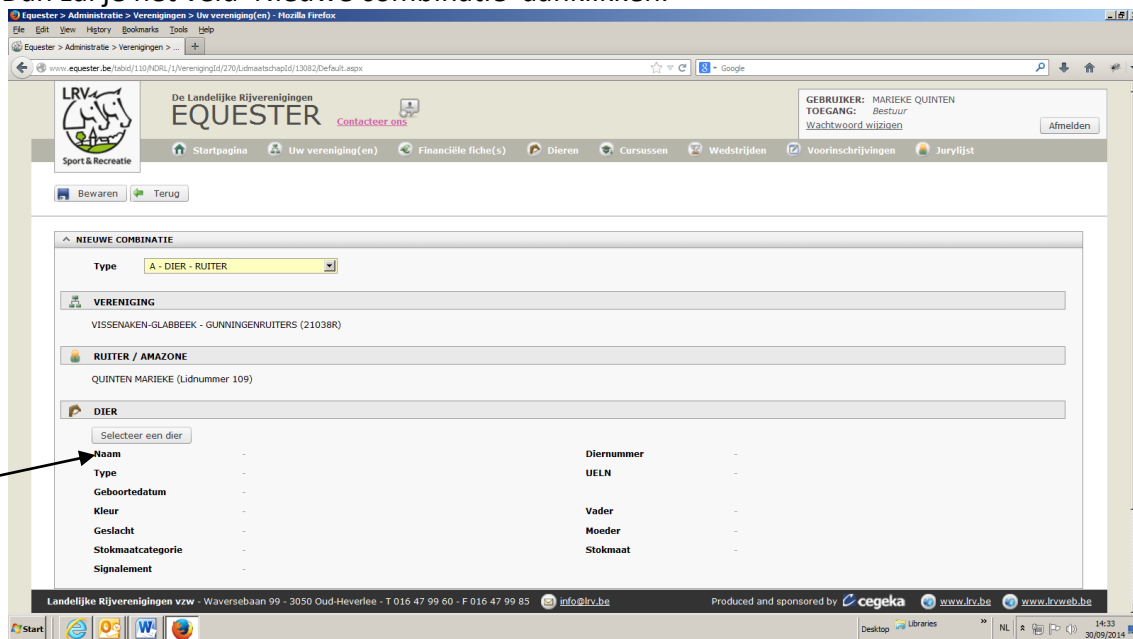 Dan zal je het veld 'Nieuwe combinatie' aanklikken.
Equester > Administratie > Verenigingen > Uw vereniging(en) - Mozilla Firefox
File Edit View History Bookmarks Tools Help
Equester > Administratie > Verenigingen > ... +
www.equester.be/tabid/110/NDRL/1/VerenigingId/270/LidmaatschapId/13082/Default.aspx
Google
LRV
Sport & Recreatie
De Landelijke Rijverenigingen
EQUESTER
Contacteer ons
GEBRUIKER: MARIEKE QUINTEN
TOEGANG: Bestuur
Wachtwoord wijzigen
Afmelden
Startpagina Uw vereniging(en) Financiële fiche(s) Dieren Cursussen Wedstrijden Voorinschrijvingen Jurylijst
Bewaren Terug
NIEUWE COMBINATIE
Type A - DIER - RUITER
VERENIGING
VISSENAKEN-GLABBEEK - GUNNINGENRUITERS (21038R)
RUITER / AMAZONE
QUINTEN MARIEKE (Lidnummer 109)
DIER
Selecteer een dier
Naam - Diernummer -
Type - UELN -
Geboortedatum -
Kleur - Vader -
Geslacht - Moeder -
Stokmaatcategorie - Stokmaat -
Signalement -
Landelijke Rijverenigingen vzw - Waversebaan 99 - 3050 Oud-Heverlee - T 016 47 99 60 - F 016 47 99 85 info@lrv.be Produced and sponsored by cegeka www.lrv.be www.lrvweb.be
Start Desktop Libraries » NL 14:33
30/09/2014